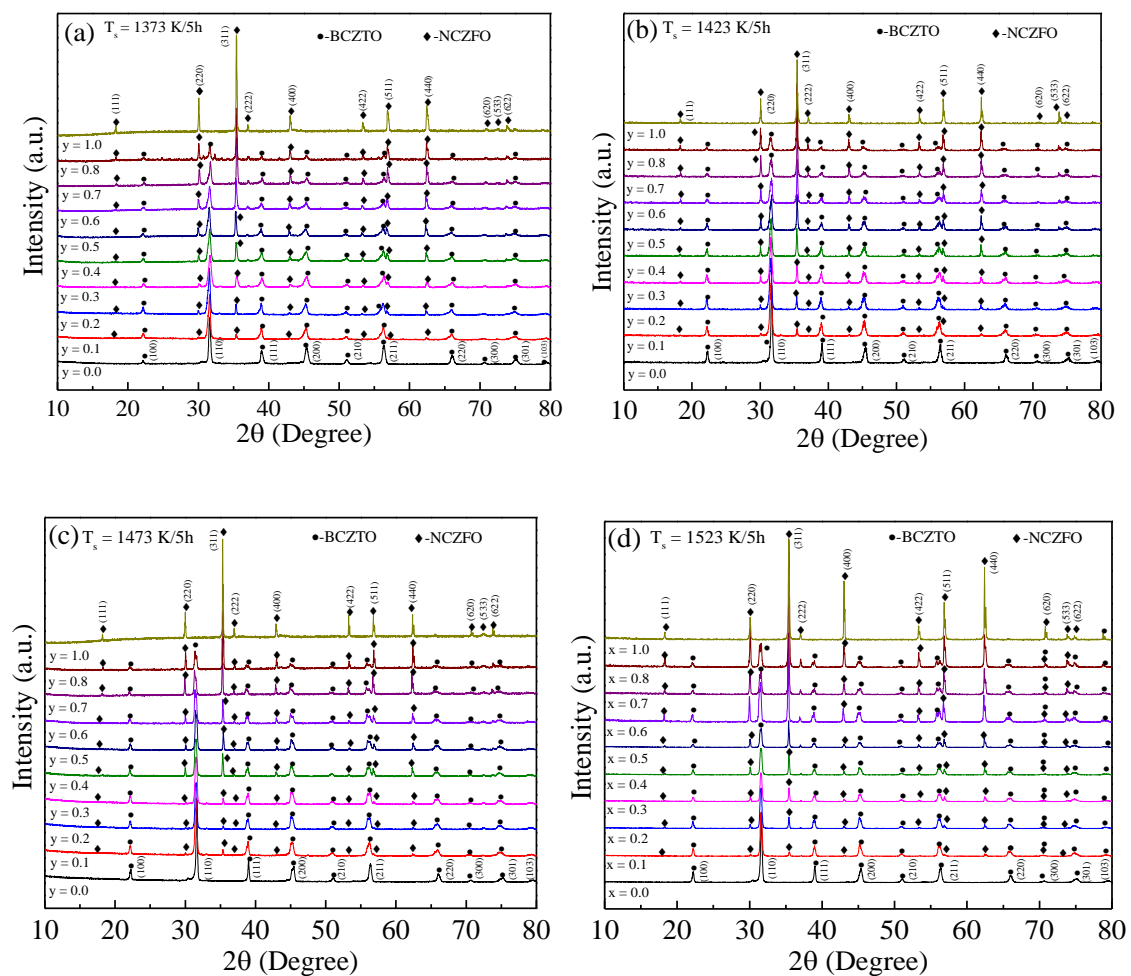 (a) T_s = 1373 K/5h •-BCZTO ♦-NCZFO
(111) (220) (311) (222) (400) (422) (511) (440) (620) (533) (622)
y = 1.0
y = 0.8
y = 0.7
y = 0.6
y = 0.5
y = 0.4
y = 0.3
y = 0.2
y = 0.1
y = 0.0
(100) (110) (111) (200) (210) (211) (220) (300) (301) (103)
Intensity (a.u.)
10 20 30 40 50 60 70 80
2θ (Degree)
(b) T_s = 1423 K/5h •-BCZTO ♦-NCZFO
(111) (220) (311) (222) (400) (422) (511) (440) (620) (533) (622)
y = 1.0
y = 0.8
y = 0.7
y = 0.6
y = 0.5
y = 0.4
y = 0.3
y = 0.2
y = 0.1
y = 0.0
(100) (110) (111) (200) (210) (211) (220) (300) (301) (103)
Intensity (a.u.)
10 20 30 40 50 60 70 80
2θ (Degree)
(c) T_s = 1473 K/5h •-BCZTO ♦-NCZFO
(111) (220) (311) (222) (400) (422) (511) (440) (620) (533) (622)
y = 1.0
y = 0.8
y = 0.7
y = 0.6
y = 0.5
y = 0.4
y = 0.3
y = 0.2
y = 0.1
y = 0.0
(100) (110) (111) (200) (210) (211) (220) (300) (301) (103)
Intensity (a.u.)
10 20 30 40 50 60 70 80
2θ (Degree)
(d) T_s = 1523 K/5h •-BCZTO ♦-NCZFO
(111) (220) (311) (222) (400) (422) (511) (440) (620) (533) (622)
x = 1.0
x = 0.8
x = 0.7
x = 0.6
x = 0.5
x = 0.4
x = 0.3
x = 0.2
x = 0.1
x = 0.0
(100) (110) (111) (200) (210) (211) (220) (300) 301) (103)
Intensity (a.u.)
10 20 30 40 50 60 70 80
2θ (Degree)